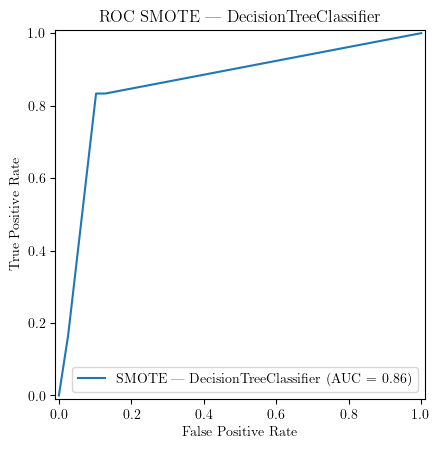 ROC SMOTE — DecisionTreeClassifier
1.0
0.8
0.6
0.4
0.2
0.0
True Positive Rate
SMOTE — DecisionTreeClassifier (AUC = 0.86)
0.0 0.2 0.4 0.6 0.8 1.0
False Positive Rate